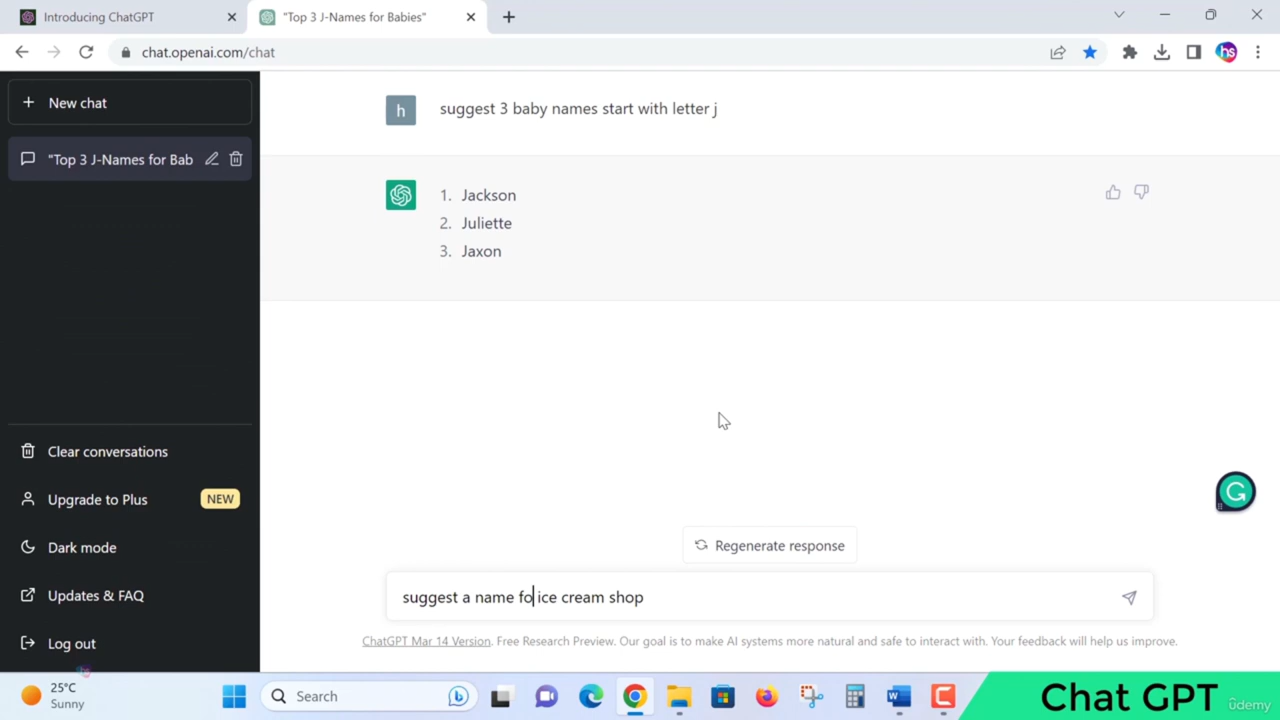 Introducing ChatGPT
"Top 3 J-Names for Babies"
chat.openai.com/chat
hs
New chat
"Top 3 J-Names for Bab
h
suggest 3 baby names start with letter j
1. Jackson
2. Juliette
3. Jaxon
Clear conversations
Upgrade to Plus
NEW
Dark mode
Updates & FAQ
Log out
Regenerate response
suggest a name fo ice cream shop
ChatGPT Mar 14 Version. Free Research Preview. Our goal is to make AI systems more natural and safe to interact with. Your feedback will help us improve.
25°C
Sunny
Search
Chat GPT
ûdemy